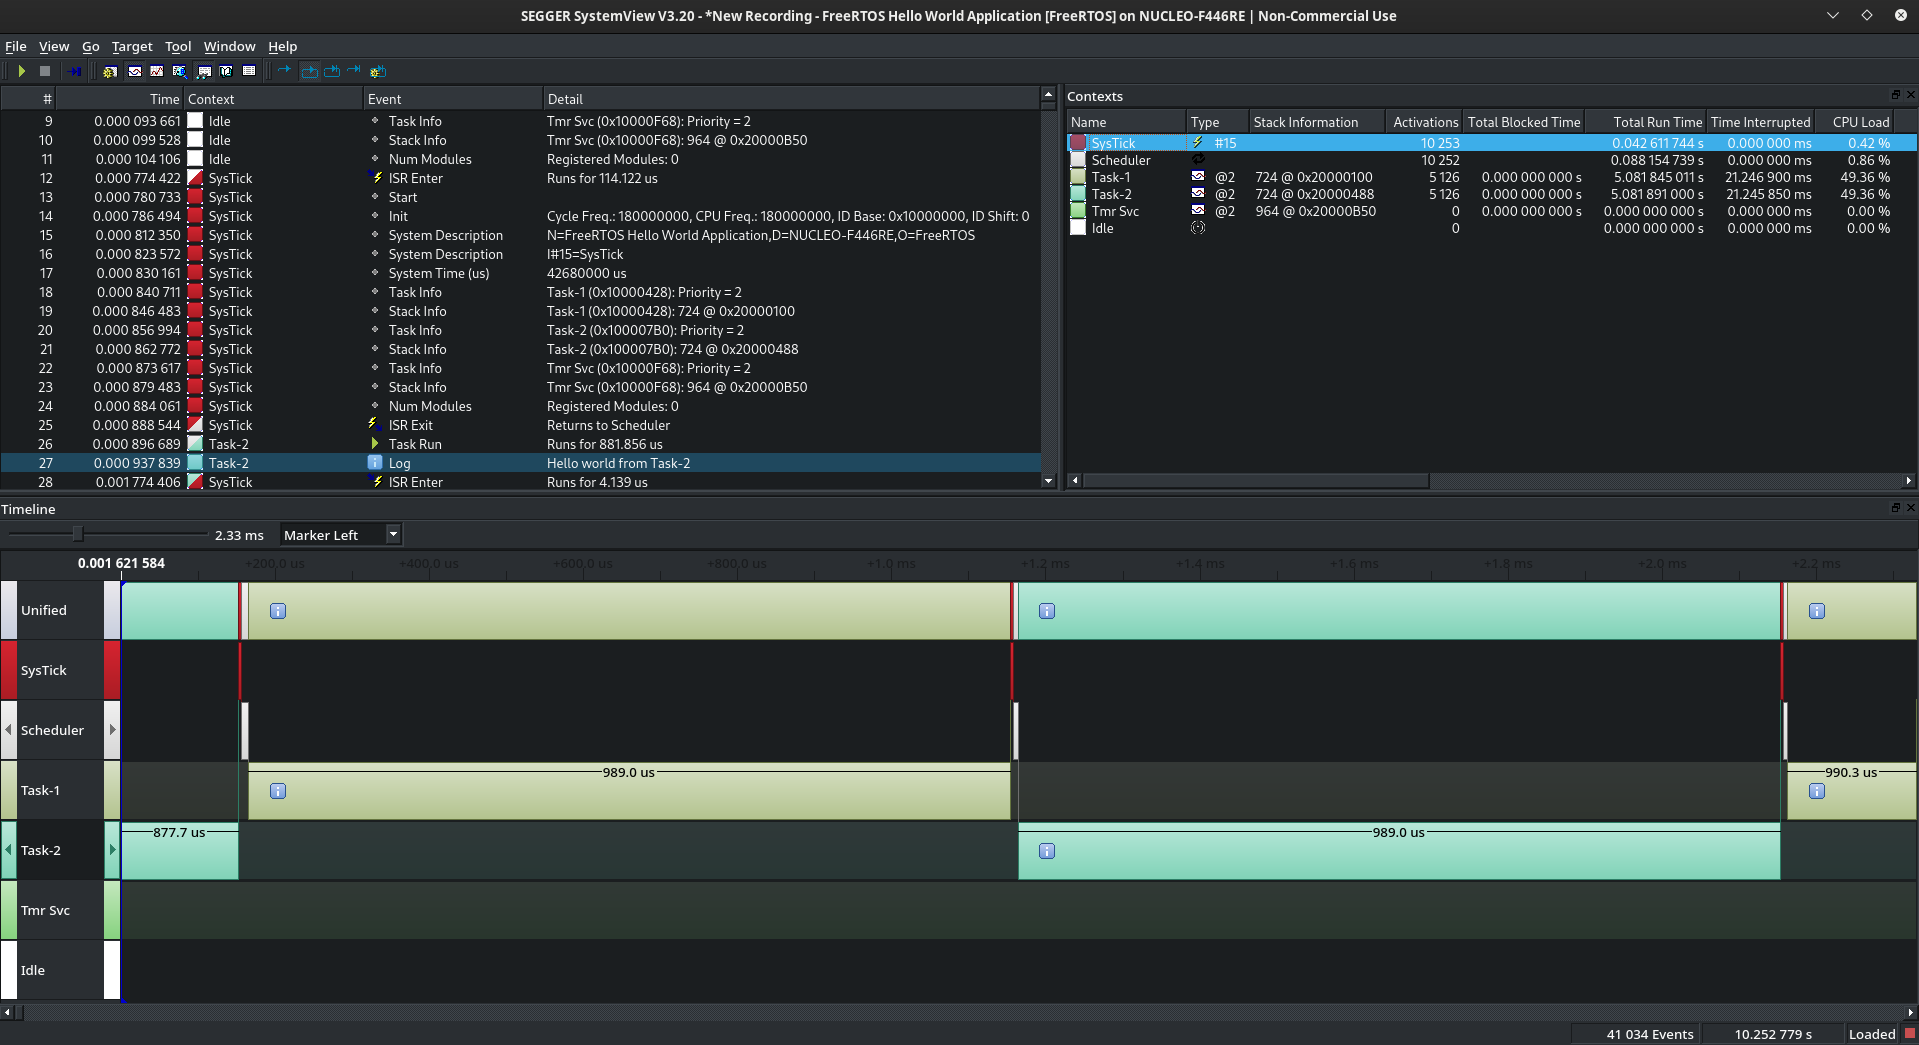 SEGGER SystemView V3.20 - *New Recording - FreeRTOS Hello World Application [FreeRTOS] on NUCLEO-F446RE | Non-Commercial Use
File View Go Target Tool Window Help
# Time Context Event Detail
9 0.000 093 661 Idle Task Info Tmr Svc (0x10000F68): Priority = 2
10 0.000 099 528 Idle Stack Info Tmr Svc (0x10000F68): 964 @ 0x20000B50
11 0.000 104 106 Idle Num Modules Registered Modules: 0
12 0.000 774 422 SysTick ISR Enter Runs for 114.122 us
13 0.000 780 733 SysTick Start
14 0.000 786 494 SysTick Init Cycle Freq.: 180000000, CPU Freq.: 180000000, ID Base: 0x10000000, ID Shift: 0
15 0.000 812 350 SysTick System Description N=FreeRTOS Hello World Application,D=NUCLEO-F446RE,O=FreeRTOS
16 0.000 823 572 SysTick System Description I#15=SysTick
17 0.000 830 161 SysTick System Time (us) 42680000 us
18 0.000 840 711 SysTick Task Info Task-1 (0x10000428): Priority = 2
19 0.000 846 483 SysTick Stack Info Task-1 (0x10000428): 724 @ 0x20000100
20 0.000 856 994 SysTick Task Info Task-2 (0x100007B0): Priority = 2
21 0.000 862 772 SysTick Stack Info Task-2 (0x100007B0): 724 @ 0x20000488
22 0.000 873 617 SysTick Task Info Tmr Svc (0x10000F68): Priority = 2
23 0.000 879 483 SysTick Stack Info Tmr Svc (0x10000F68): 964 @ 0x20000B50
24 0.000 884 061 SysTick Num Modules Registered Modules: 0
25 0.000 888 544 SysTick ISR Exit Returns to Scheduler
26 0.000 896 689 Task-2 Task Run Runs for 881.856 us
27 0.000 937 839 Task-2 Log Hello world from Task-2
28 0.001 774 406 SysTick ISR Enter Runs for 4.139 us
Contexts
Name Type Stack Information Activations Total Blocked Time Total Run Time Time Interrupted CPU Load
SysTick #15 10 253 0.042 611 744 s 0.000 000 ms 0.42 %
Scheduler 10 252 0.088 154 739 s 0.000 000 ms 0.86 %
Task-1 @2 724 @ 0x20000100 5 126 0.000 000 000 s 5.081 845 011 s 21.246 900 ms 49.36 %
Task-2 @2 724 @ 0x20000488 5 126 0.000 000 000 s 5.081 891 000 s 21.245 850 ms 49.36 %
Tmr Svc @2 964 @ 0x20000B50 0 0.000 000 000 s 0.000 000 000 s 0.000 000 ms 0.00 %
Idle 0 0.000 000 000 s 0.000 000 ms 0.00 %
Timeline
2.33 ms Marker Left
0.001 621 584 +200.0 us +400.0 us +600.0 us +800.0 us +1.0 ms +1.2 ms +1.4 ms +1.6 ms +1.8 ms +2.0 ms +2.2 ms
Unified
SysTick
Scheduler
Task-1 989.0 us 990.3 us
Task-2 877.7 us 989.0 us
Tmr Svc
Idle
41 034 Events 10.252 779 s Loaded